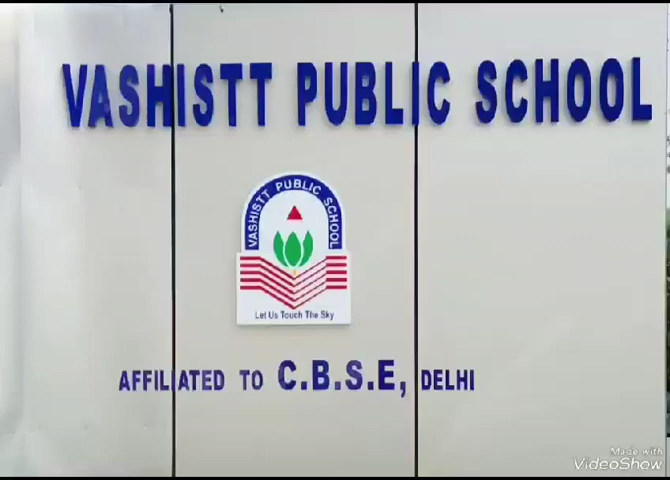 VASHISTT PUBLIC SCHOOL
VASHISTT PUBLIC SCHOOL
Let Us Touch The Sky
AFFILIATED TO C.B.S.E, DELHI
Made with
VideoShow